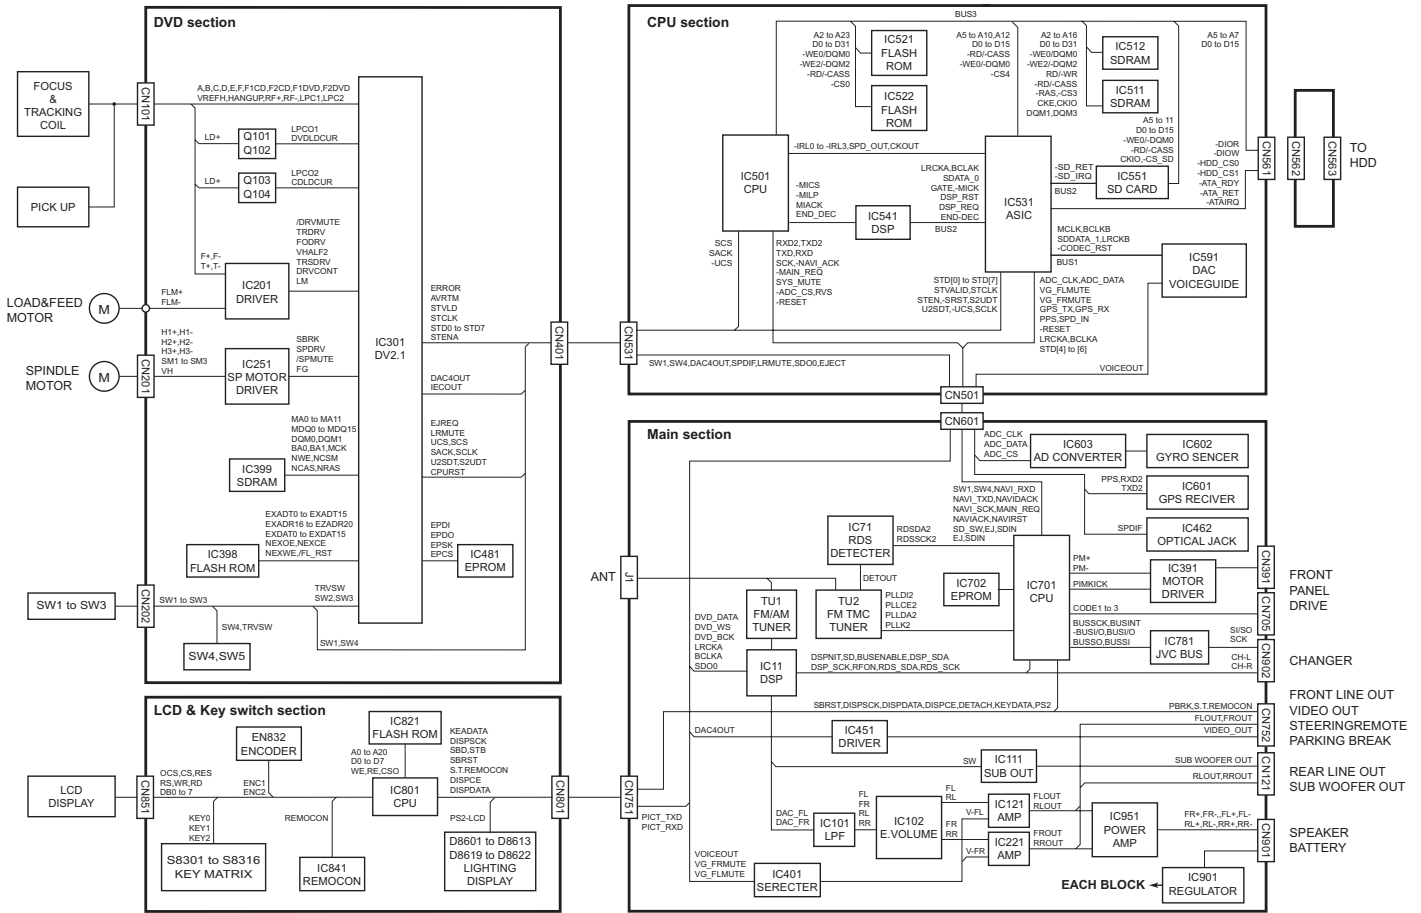 DVD section
FOCUS
&
TRACKING
COIL
PICK UP
CN101
A,B,C,D,E,F,F1CD,F2CD,F1DVD,F2DVD
VREFH,HANGUP,RF+,RF-,LPC1,LPC2
LD+
Q101
Q102
LPCO1
DVDLDCUR
LD+
Q103
Q104
LPCO2
CDLDCUR
F+,F-
T+,T-
IC201
DRIVER
/DRVMUTE
TRDRV
FODRV
VHALF2
TRSDRV
DRVCONT
LM
LOAD&FEED
MOTOR
M
FLM+
FLM-
SPINDLE
MOTOR
M
CN201
H1+,H1-
H2+,H2-
H3+,H3-
SM1 to SM3
VH
IC251
SP MOTOR
DRIVER
SBRK
SPDRV
/SPMUTE
FG
IC301
DV2.1
ERROR
AVRTM
STVLD
STCLK
STD0 to STD7
STENA
DAC4OUT
IECOUT
EJREQ
LRMUTE
UCS,SCS
SACK,SCLK
U2SDT,S2UDT
CPURST
MA0 to MA11
MDQ0 to MDQ15
DQM0,DQM1
BA0,BA1,MCK
NWE,NCSM
NCAS,NRAS
IC399
SDRAM
EXADT0 to EXADT15
EXADR16 to EZADR20
EXDAT0 to EXDAT15
NEXOE,NEXCE
NEXWE,/FL_RST
IC398
FLASH ROM
EPDI
EPDO
EPSK
EPCS
IC481
EPROM
SW1 to SW3
CN202
SW1 to SW3
TRVSW
SW2,SW3
SW4,TRVSW
SW4,SW5
SW1,SW4
CN401
LCD & Key switch section
LCD
DISPLAY
CN851
OCS,CS,RES
RS,WR,RD
DB0 to 7
EN832
ENCODER
ENC1
ENC2
IC821
FLASH ROM
A0 to A20
D0 to D7
WE,RE,CSO
IC801
CPU
KEADATA
DISPSCK
SBD,STB
SBRST
S.T.REMOCON
DISPCE
DISPDATA
KEY0
KEY1
KEY2
S8301 to S8316
KEY MATRIX
REMOCON
IC841
REMOCON
PS2-LCD
D8601 to D8613
D8619 to D8622
LIGHTING
DISPLAY
CN801
CPU section
BUS3
A2 to A23
D0 to D31
-WE0/DQM0
-WE2/-DQM2
-RD/-CASS
-CS0
IC521
FLASH
ROM
IC522
FLASH
ROM
A5 to A10,A12
D0 to D15
-RD/-CASS
-WE0/-DQM0
-CS4
A2 to A16
D0 to D31
-WE0/DQM0
-WE2/-DQM2
RD/-WR
-RD/-CASS
-RAS,-CS3
CKE,CKIO
DQM1,DQM3
IC512
SDRAM
IC511
SDRAM
A5 to A7
D0 to D15
A5 to 11
D0 to D15
-WE0/-DQM0
-RD/-CASS
CKIO,-CS_SD
IC501
CPU
-IRL0 to -IRL3,SPD_OUT,CKOUT
-MICS
-MILP
MIACK
END_DEC
IC541
DSP
LRCKA,BCLAK
SDATA_0
GATE,-MICK
DSP_RST
DSP_REQ
END-DEC
BUS2
IC531
ASIC
-SD_RET
-SD_IRQ
BUS2
IC551
SD CARD
-DIOR
-DIOW
-HDD_CS0
-HDD_CS1
-ATA_RDY
-ATA_RET
-ATAIRQ
CN561
CN562
CN563
TO
HDD
SCS
SACK
-UCS
RXD2,TXD2
TXD,RXD
SCK,-NAVI_ACK
-MAIN_REQ
SYS_MUTE
-ADC_CS,RVS
-RESET
STD[0] to STD[7]
STVALID,STCLK
STEN,-SRST,S2UDT
U2SDT,-UCS,SCLK
MCLK,BCLKB
SDDATA_1,LRCKB
-CODEC_RST
BUS1
IC591
DAC
VOICEGUIDE
ADC_CLK,ADC_DATA
VG_FLMUTE
VG_FRMUTE
GPS_TX,GPS_RX
PPS,SPD_IN
-RESET
LRCKA,BCLKA
STD[4] to [6]
CN531
SW1,SW4,DAC4OUT,SPDIF,LRMUTE,SDO0,EJECT
VOICEOUT
CN501
CN601
Main section
ADC_CLK
ADC_DATA
ADC_CS
IC603
AD CONVERTER
IC602
GYRO SENCER
PPS,RXD2
TXD2
IC601
GPS RECIVER
SPDIF
IC462
OPTICAL JACK
SW1,SW4,NAVI_RXD
NAVI_TXD,NAVIDACK
NAVI_SCK,MAIN_REQ
NAVIACK,NAVIRST
SD_SW,EJ,SDIN
EJ,SDIN
IC71
RDS
DETECTER
RDSDA2
RDSSCK2
DETOUT
ANT
J1
TU1
FM/AM
TUNER
TU2
FM TMC
TUNER
PLLDI2
PLLCE2
PLLDA2
PLLK2
IC702
EPROM
IC701
CPU
PM+
PM-
PIMKICK
IC391
MOTOR
DRIVER
CN391
FRONT
PANEL
DRIVE
CODE1 to 3
CN705
BUSSCK,BUSINT
-BUSI/O,BUSI/O
BUSSO,BUSSI
IC781
JVC BUS
SI/SO
SCK
CH-L
CH-R
CN902
CHANGER
DVD_DATA
DVD_WS
DVD_BCK
LRCKA
BCLKA
SDO0
IC11
DSP
DSPNIT,SD,BUSENABLE,DSP_SDA
DSP_SCK,RFON,RDS_SDA,RDS_SCK
SBRST,DISPSCK,DISPDATA,DISPCE,DETACH,KEYDATA,PS2
PBRK,S.T.REMOCON
FLOUT,FROUT
VIDEO_OUT
CN752
FRONT LINE OUT
VIDEO OUT
STEERINGREMOTE
PARKING BREAK
DAC4OUT
IC451
DRIVER
SW
IC111
SUB OUT
SUB WOOFER OUT
RLOUT,RROUT
CN121
REAR LINE OUT
SUB WOOFER OUT
CN751
PICT_TXD
PICT_RXD
DAC_FL
DAC_FR
IC101
LPF
FL
FR
RL
RR
IC102
E.VOLUME
FL
RL
V-FL
FR
RR
V-FR
IC121
AMP
FLOUT
RLOUT
IC221
AMP
FROUT
RROUT
IC951
POWER
AMP
FR+,FR-,,FL+,FL-
RL+,RL-,RR+,RR-
CN901
SPEAKER
BATTERY
VOICEOUT
VG_FRMUTE
VG_FLMUTE
IC401
SERECTER
EACH BLOCK
IC901
REGULATOR